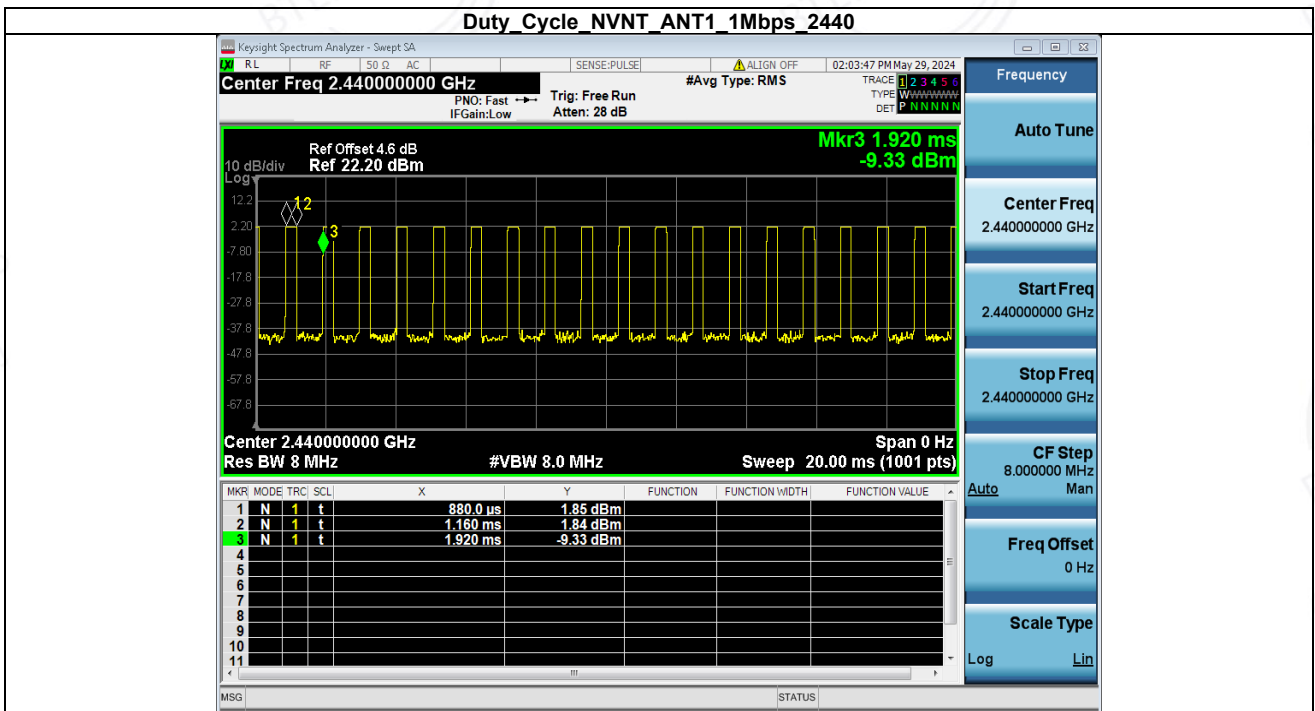 Duty_Cycle_NVNT_ANT1_1Mbps_2440
Keysight Spectrum Analyzer - Swept SA
LXI RL RF 50 Ω AC SENSE:PULSE ALIGN OFF 02:03:47 PM May 29, 2024
Center Freq 2.440000000 GHz #Avg Type: RMS TRACE 1 2 3 4 5 6
PNO: Fast Trig: Free Run TYPE WWWWWW
IFGain:Low Atten: 28 dB DET P N N N N N
Mkr3 1.920 ms
-9.33 dBm
Ref Offset 4.6 dB
10 dB/div Ref 22.20 dBm
Log
12.2
2.20
-7.80
-17.8
-27.8
-37.8
-47.8
-57.8
-67.8
1 2
3
Center 2.440000000 GHz Span 0 Hz
Res BW 8 MHz #VBW 8.0 MHz Sweep 20.00 ms (1001 pts)
MKR MODE TRC SCL X Y FUNCTION FUNCTION WIDTH FUNCTION VALUE
1 N 1 t 880.0 µs 1.85 dBm
2 N 1 t 1.160 ms 1.84 dBm
3 N 1 t 1.920 ms -9.33 dBm
4
5
6
7
8
9
10
11
MSG STATUS
Frequency
Auto Tune
Center Freq
2.440000000 GHz
Start Freq
2.440000000 GHz
Stop Freq
2.440000000 GHz
CF Step
8.000000 MHz
Auto Man
Freq Offset
0 Hz
Scale Type
Log Lin